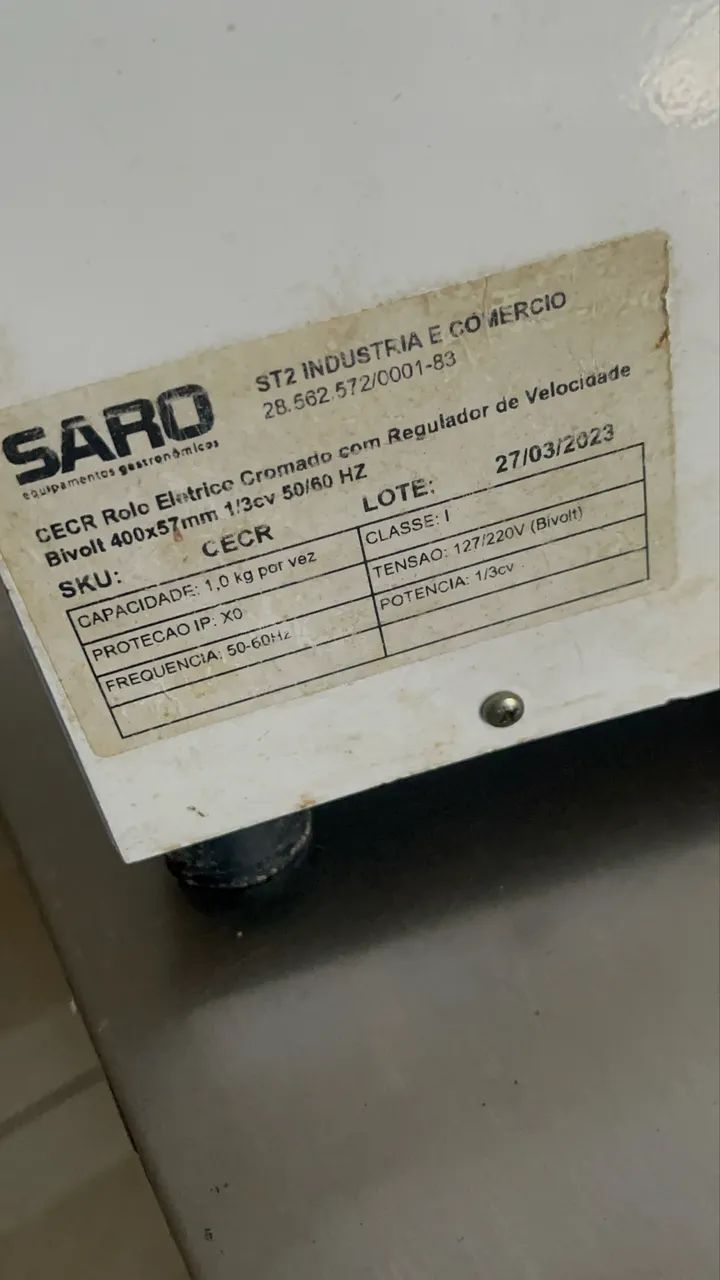 SARO
equipamentos gastronômicos
ST2 INDUSTRIA E COMERCIO
28.562.572/0001-83
CECR Rolo Eletrico Cromado com Regulador de Velocidade
Bivolt 400x57mm 1/3cv 50/60 HZ
SKU: CECR LOTE: 27/03/2023
CAPACIDADE: 1,0 kg por vez CLASSE: I
PROTECAO IP: X0 TENSAO: 127/220V (Bivolt)
FREQUENCIA: 50-60Hz POTENCIA: 1/3cv